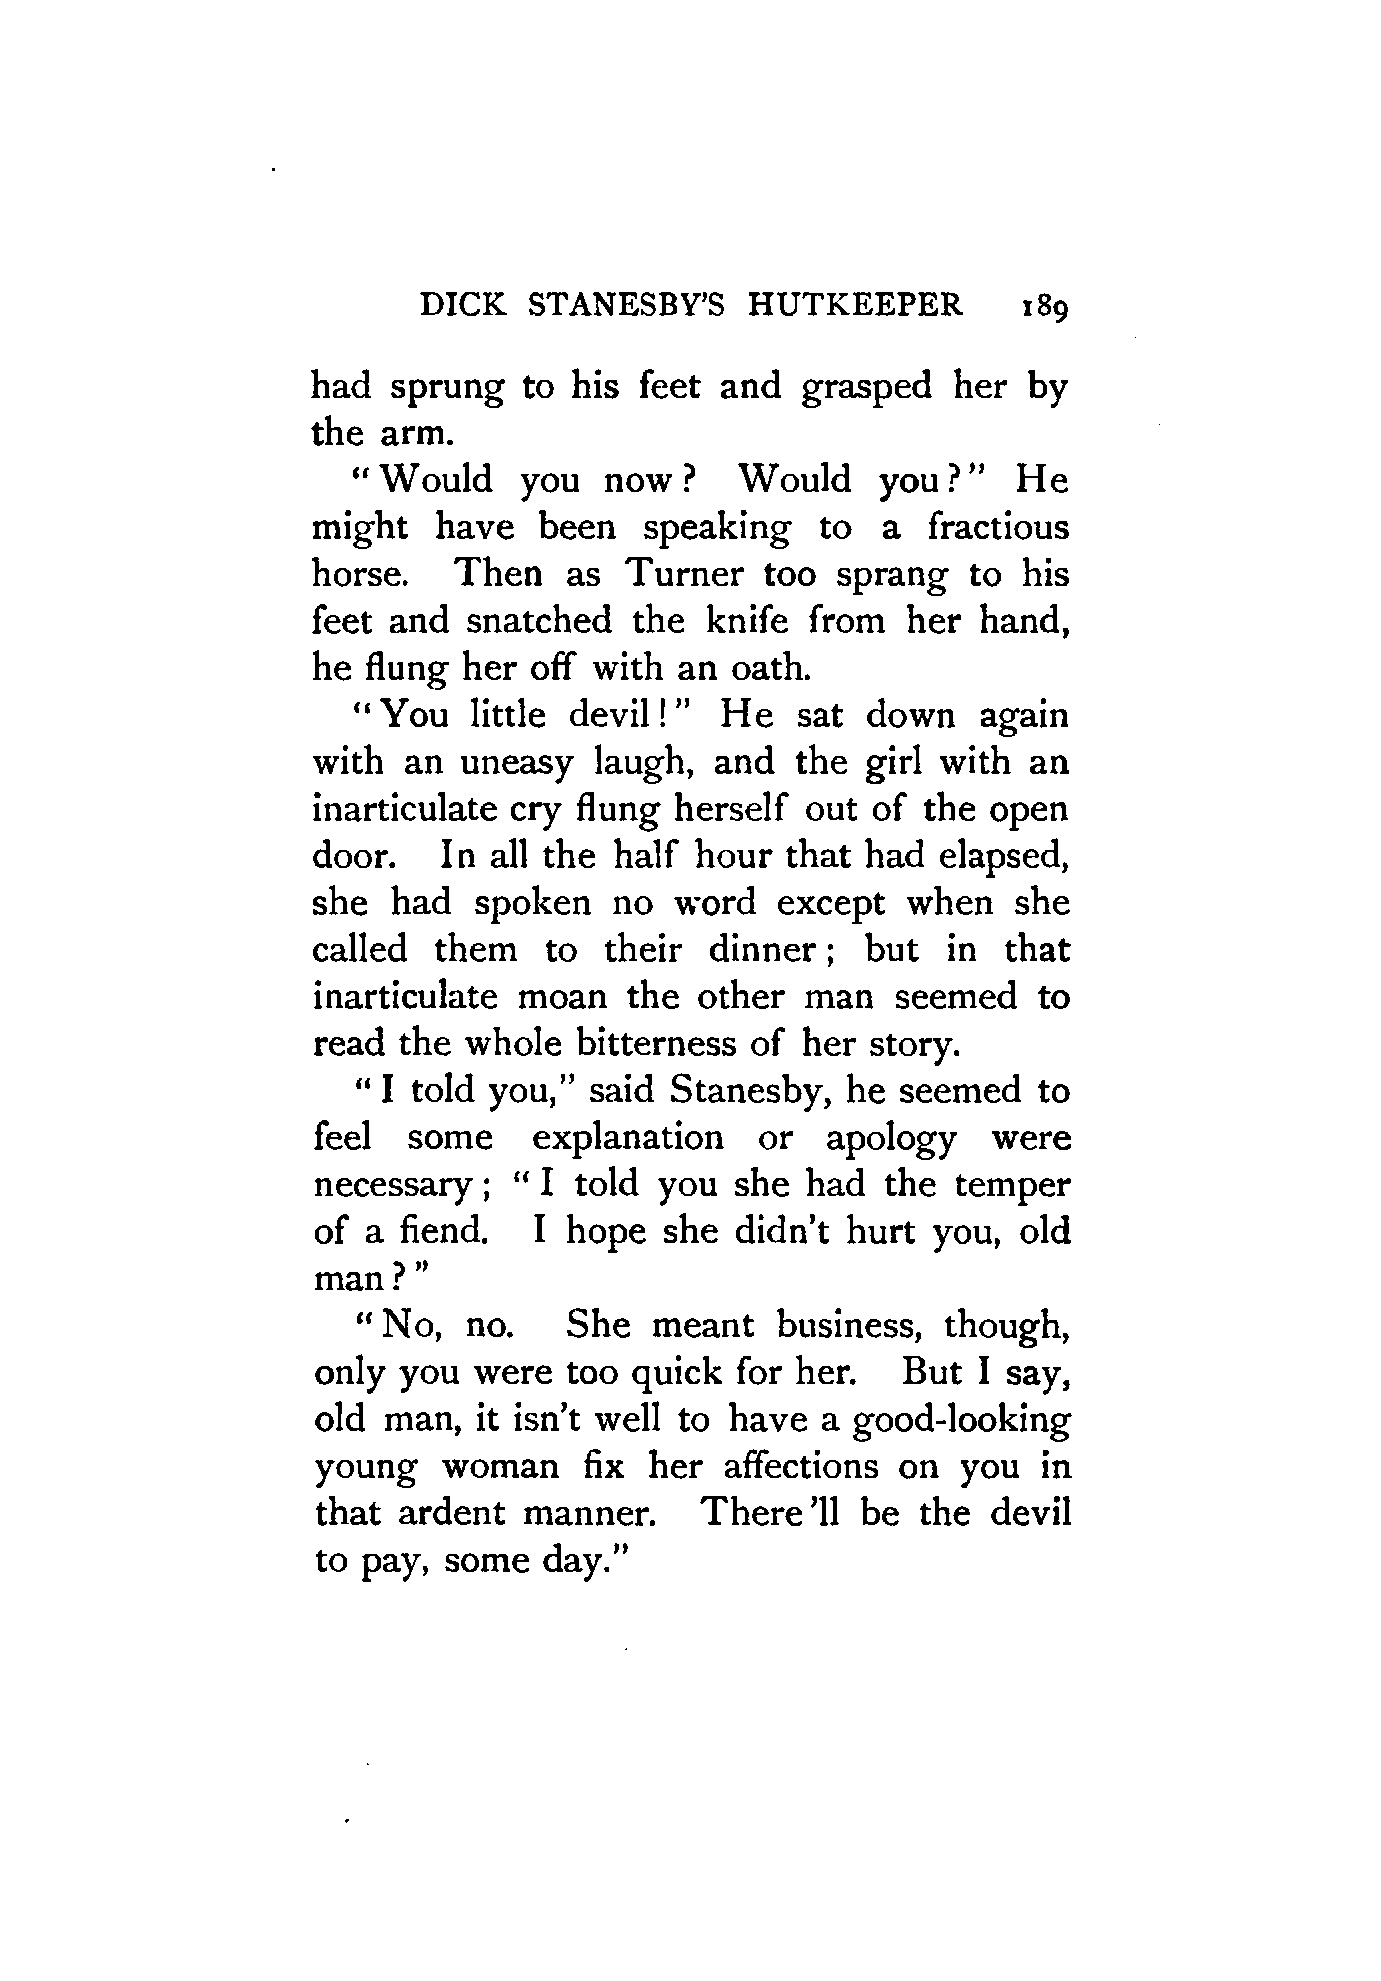 DICK STANESBY'S HUTKEEPER 189
had sprung to his feet and grasped her by
the arm.
"Would you now? Would you?" He
might have been speaking to a fractious
horse. Then as Turner too sprang to his
feet and snatched the knife from her hand,
he flung her off with an oath.
"You little devil!" He sat down again
with an uneasy laugh, and the girl with an
inarticulate cry flung herself out of the open
door. In all the half hour that had elapsed,
she had spoken no word except when she
called them to their dinner; but in that
inarticulate moan the other man seemed to
read the whole bitterness of her story.
"I told you," said Stanesby, he seemed to
feel some explanation or apology were
necessary; "I told you she had the temper
of a fiend. I hope she didn't hurt you, old
man?"
"No, no. She meant business, though,
only you were too quick for her. But I say,
old man, it isn't well to have a good-looking
young woman fix her affections on you in
that ardent manner. There'll be the devil
to pay, some day."